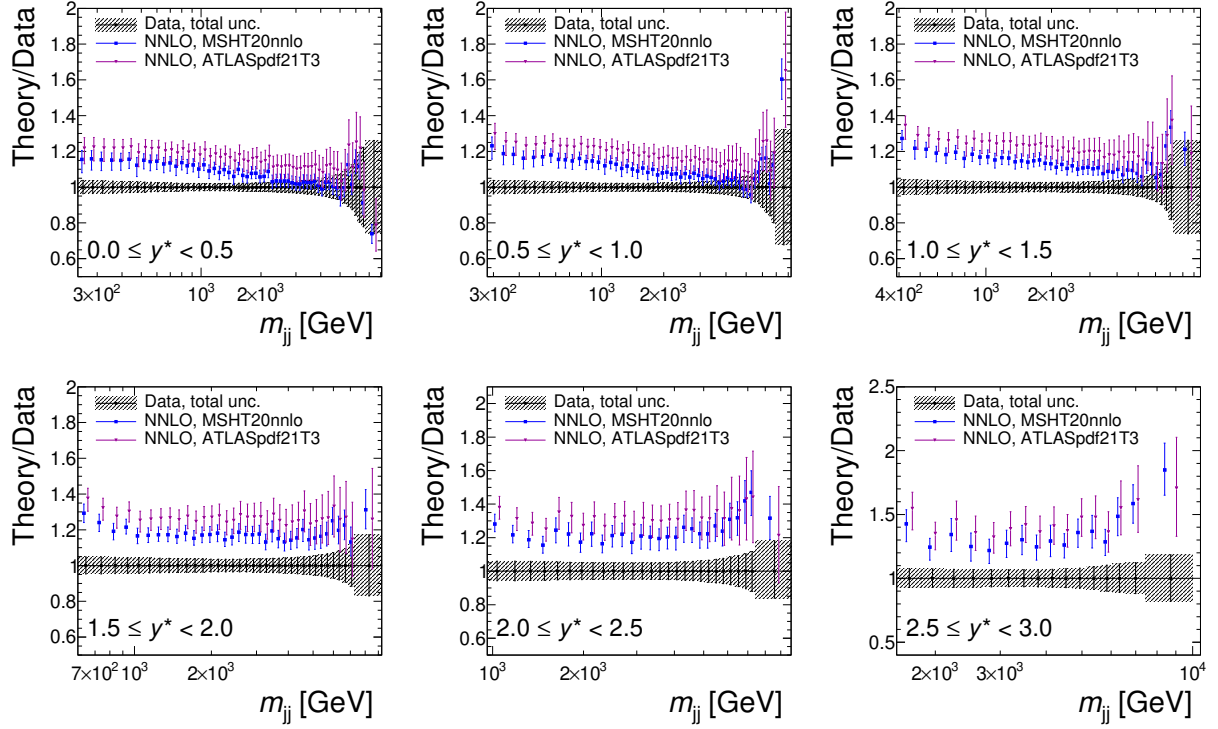 Theory/Data
2
1.8
1.6
1.4
1.2
1
0.8
0.6
Data, total unc.
NNLO, MSHT20nnlo
NNLO, ATLASpdf21T3
0.0 ≤ y* < 0.5
3×10² 10³ 2×10³
m_jj [GeV]
Theory/Data
2
1.8
1.6
1.4
1.2
1
0.8
0.6
Data, total unc.
NNLO, MSHT20nnlo
NNLO, ATLASpdf21T3
0.5 ≤ y* < 1.0
3×10² 10³ 2×10³
m_jj [GeV]
Theory/Data
2
1.8
1.6
1.4
1.2
1
0.8
0.6
Data, total unc.
NNLO, MSHT20nnlo
NNLO, ATLASpdf21T3
1.0 ≤ y* < 1.5
4×10² 10³ 2×10³
m_jj [GeV]
Theory/Data
2
1.8
1.6
1.4
1.2
1
0.8
0.6
Data, total unc.
NNLO, MSHT20nnlo
NNLO, ATLASpdf21T3
1.5 ≤ y* < 2.0
7×10² 10³ 2×10³
m_jj [GeV]
Theory/Data
2
1.8
1.6
1.4
1.2
1
0.8
0.6
Data, total unc.
NNLO, MSHT20nnlo
NNLO, ATLASpdf21T3
2.0 ≤ y* < 2.5
10³ 2×10³
m_jj [GeV]
Theory/Data
2.5
2
1.5
1
0.5
Data, total unc.
NNLO, MSHT20nnlo
NNLO, ATLASpdf21T3
2.5 ≤ y* < 3.0
2×10³ 3×10³ 10⁴
m_jj [GeV]